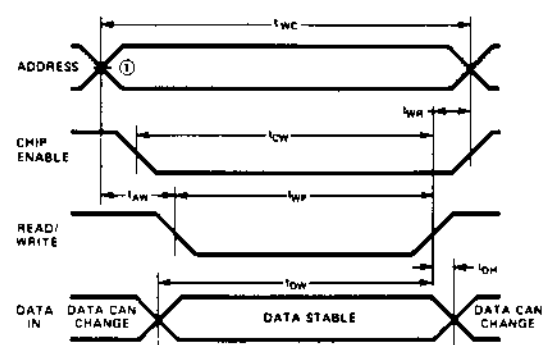 tWC
ADDRESS
①
tWR
CHIP
ENABLE
tCW
tAW
tWP
READ/
WRITE
tDW
tDH
DATA
IN
DATA CAN
CHANGE
DATA STABLE
DATA CAN
CHANGE